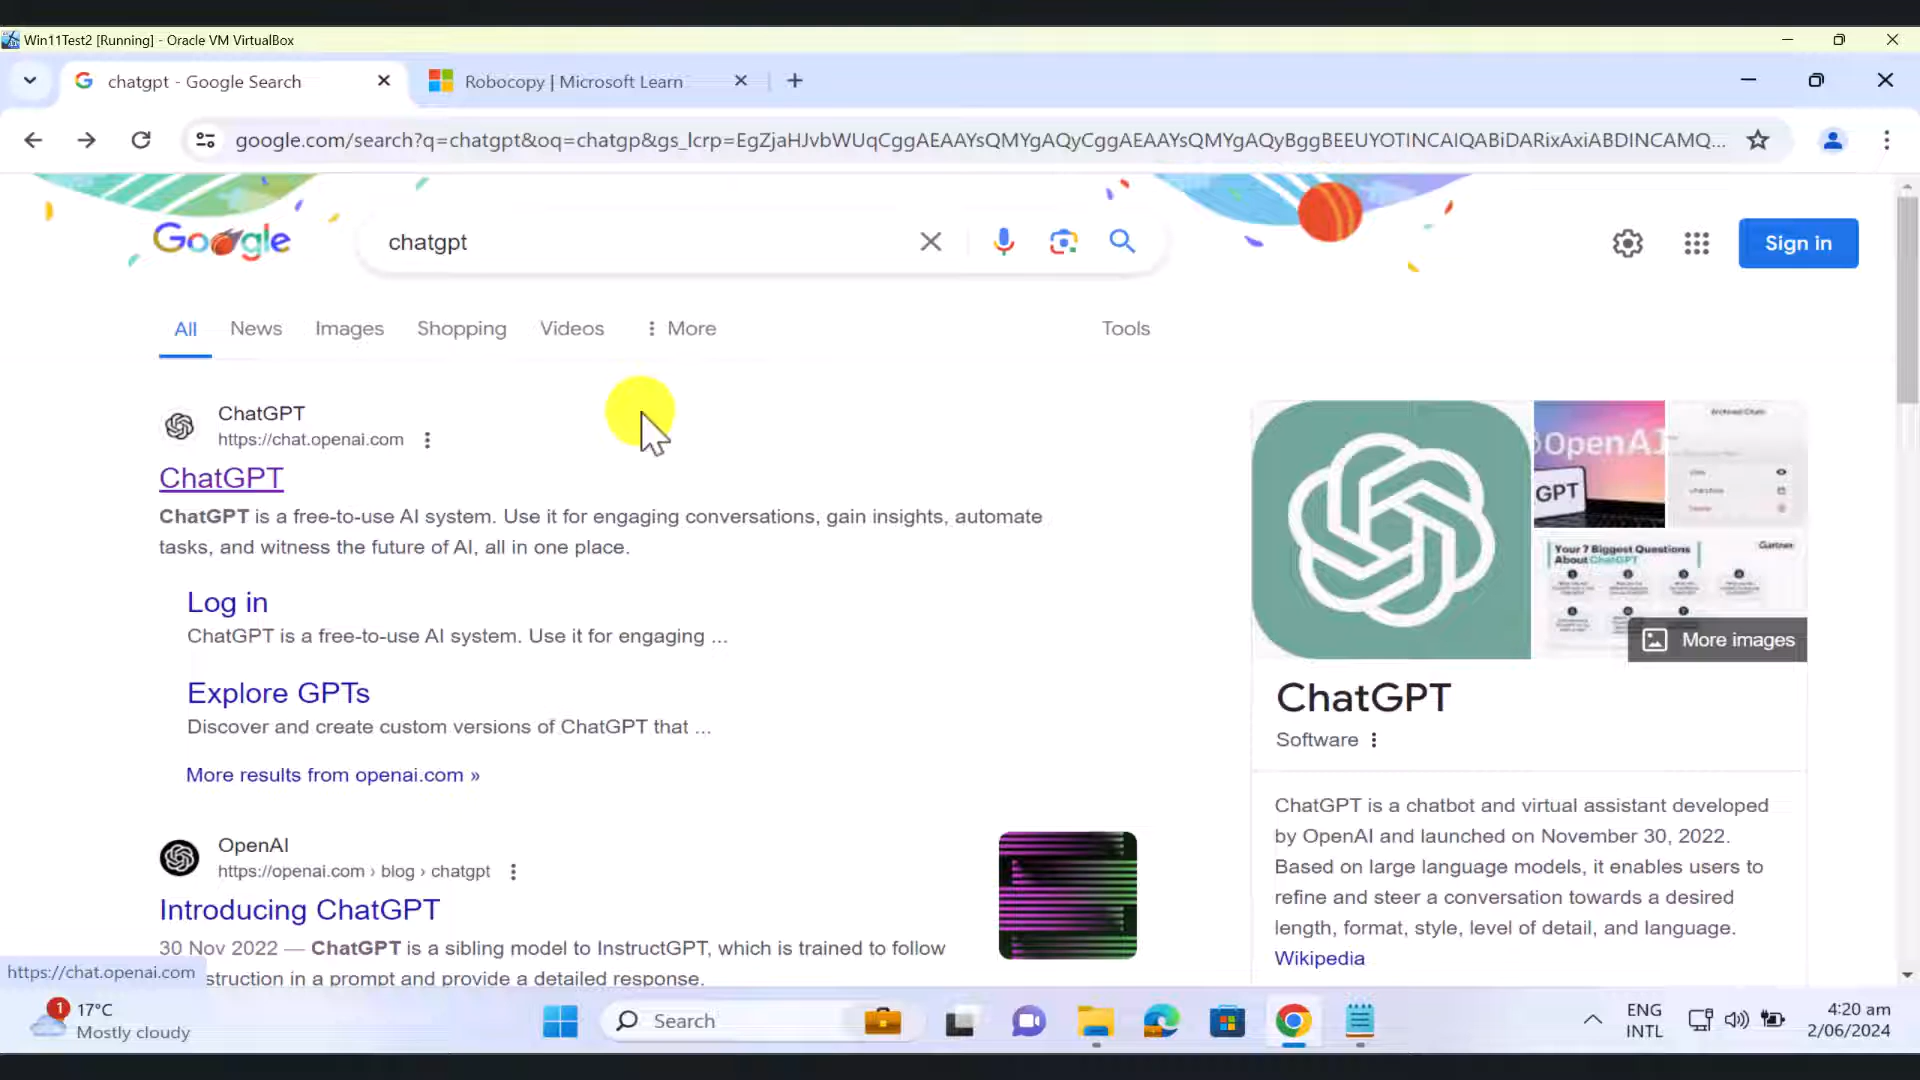 Win11Test2 [Running] - Oracle VM VirtualBox
chatgpt - Google Search
Robocopy | Microsoft Learn
google.com/search?q=chatgpt&oq=chatgp&gs_lcrp=EgZjaHJvbWUqCggAEAAYsQMYgAQyCggAEAAYsQMYgAQyBggBEEUYOTINCAIQABiDARixAxiABDINCAMQ...
Google
chatgpt
Sign in
All
News
Images
Shopping
Videos
More
Tools
ChatGPT
https://chat.openai.com
ChatGPT
ChatGPT is a free-to-use AI system. Use it for engaging conversations, gain insights, automate
tasks, and witness the future of AI, all in one place.
Log in
ChatGPT is a free-to-use AI system. Use it for engaging ...
Explore GPTs
Discover and create custom versions of ChatGPT that ...
More results from openai.com »
OpenAI
https://openai.com › blog › chatgpt
Introducing ChatGPT
30 Nov 2022 — ChatGPT is a sibling model to InstructGPT, which is trained to follow
struction in a prompt and provide a detailed response.
https://chat.openai.com
OpenAI
GPT
Your 7 Biggest Questions
About ChatGPT
Gartner
More images
ChatGPT
Software
ChatGPT is a chatbot and virtual assistant developed
by OpenAI and launched on November 30, 2022.
Based on large language models, it enables users to
refine and steer a conversation towards a desired
length, format, style, level of detail, and language.
Wikipedia
1
17°C
Mostly cloudy
Search
ENG
INTL
4:20 am
2/06/2024